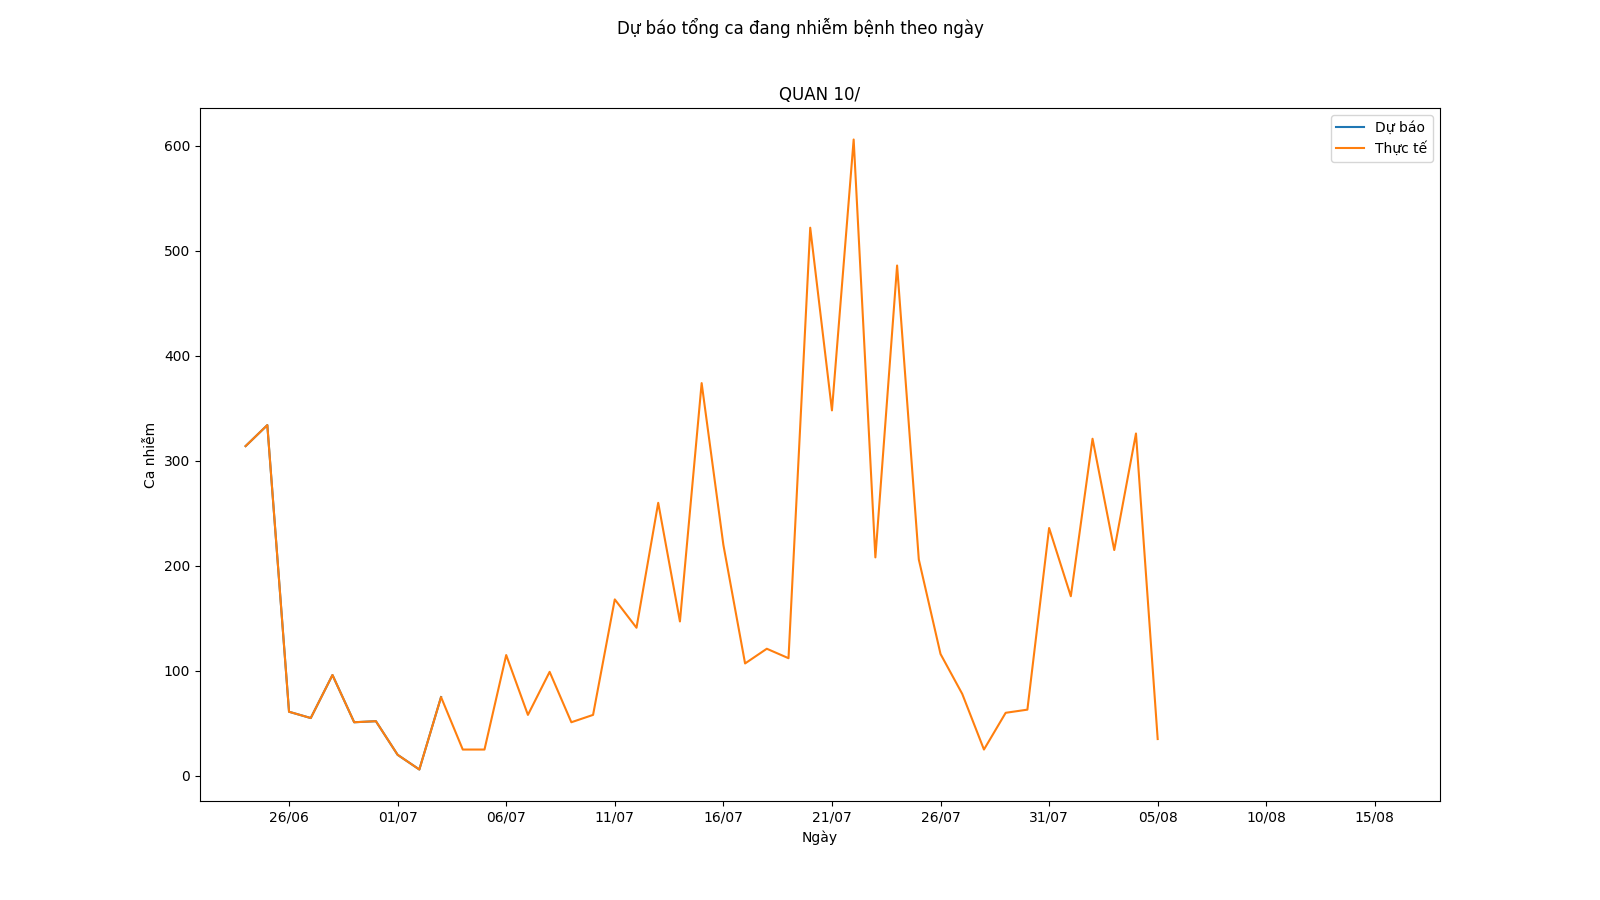 Dự báo tổng ca đang nhiễm bệnh theo ngày
QUAN 10/
Dự báo
Thực tế
600
500
400
300
200
100
0
Ca nhiễm
26/06 01/07 06/07 11/07 16/07 21/07 26/07 31/07 05/08 10/08 15/08
Ngày